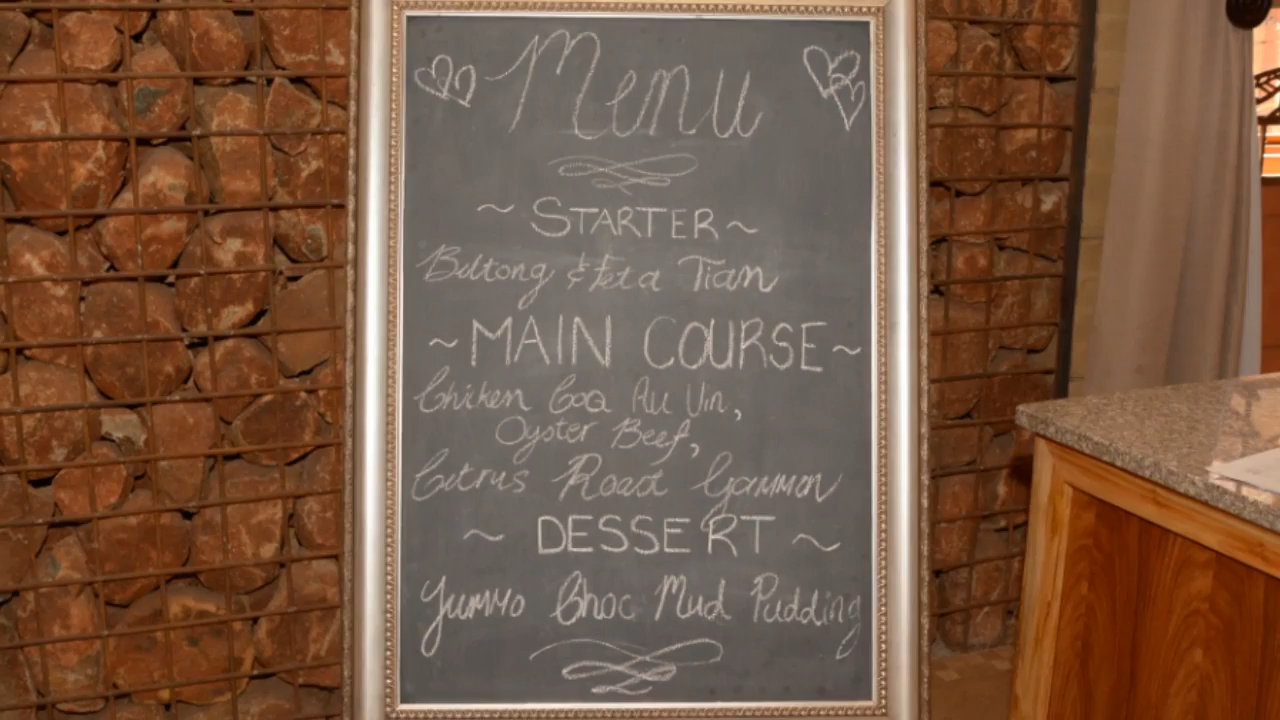 Menu
~ STARTER ~
Biltong & Feta Tian
~ MAIN COURSE ~
Chicken Coq Au Vin,
Oyster Beef,
Citrus Roast Gammon
~ DESSERT ~
Yummo Choc Mud Pudding